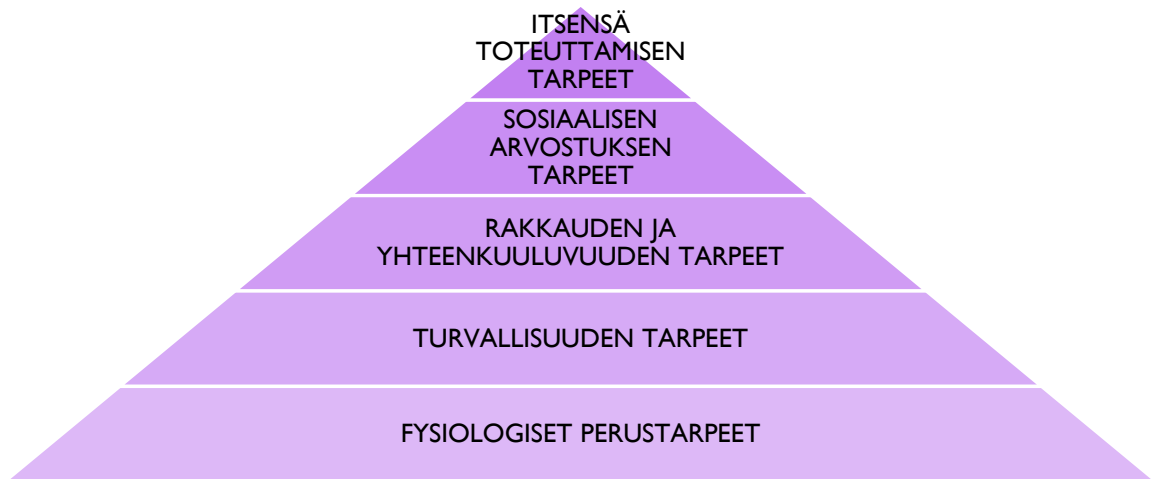 ITSENSÄ
TOTEUTTAMISEN
TARPEET
SOSIAALISEN
ARVOSTUKSEN
TARPEET
RAKKAUDEN JA
YHTEENKUULUVUUDEN TARPEET
TURVALLISUUDEN TARPEET
FYSIOLOGISET PERUSTARPEET